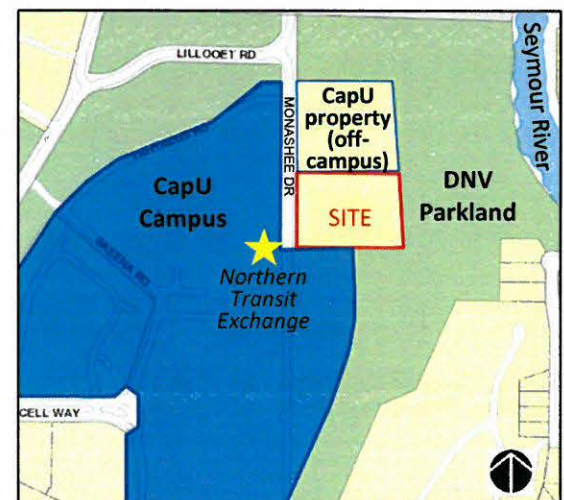 LILLOOET RD
Seymour River
MONASHEE DR
CapU
property
(off-
campus)
CapU
Campus
DNV
Parkland
SITE
Northern
Transit
Exchange
CELL WAY